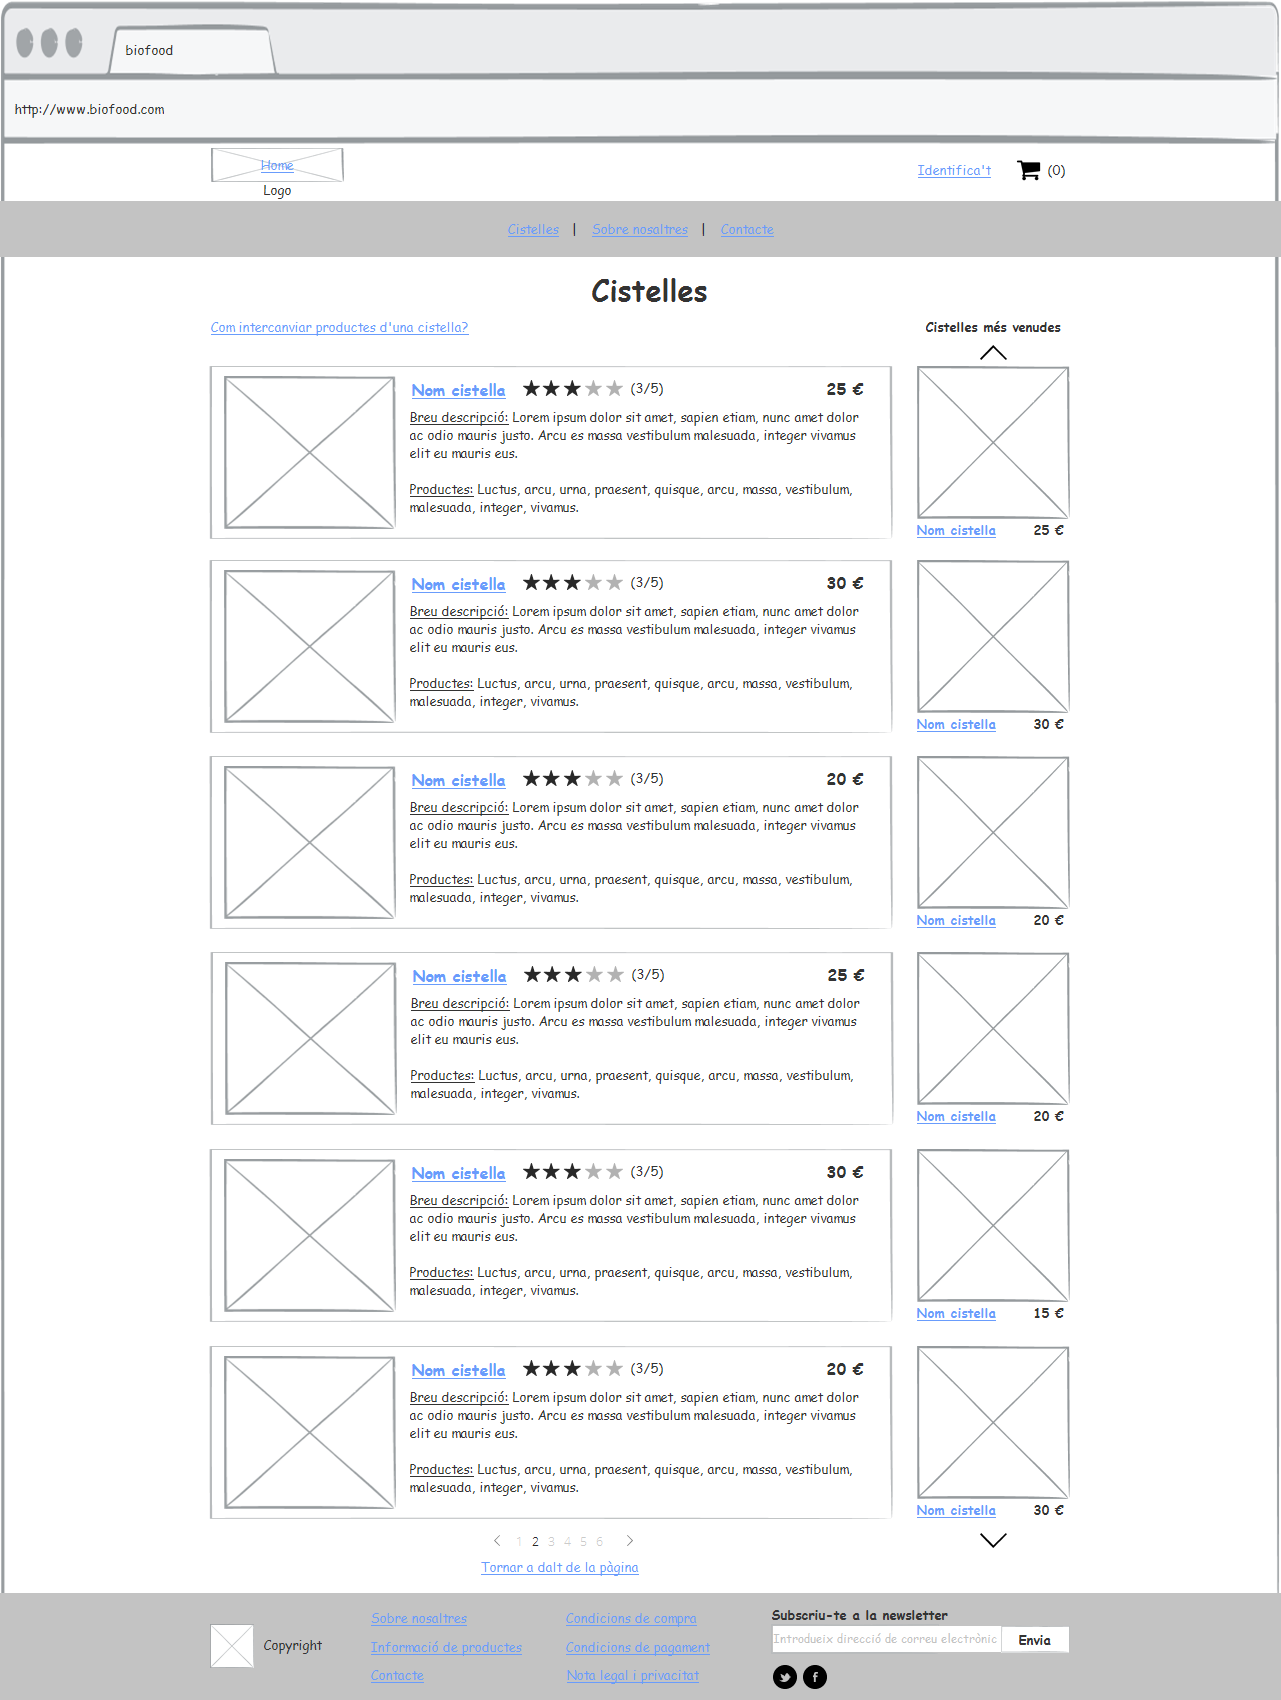 biofood
http://www.biofood.com
Home
Logo
Identifica't
(0)
Cistelles | Sobre nosaltres | Contacte
Cistelles
Com intercanviar productes d'una cistella?
Cistelles més venudes
Nom cistella (3/5) 25 €
Breu descripció: Lorem ipsum dolor sit amet, sapien etiam, nunc amet dolor
ac odio mauris justo. Arcu es massa vestibulum malesuada, integer vivamus
elit eu mauris eus.
Productes: Luctus, arcu, urna, praesent, quisque, arcu, massa, vestibulum,
malesuada, integer, vivamus.
Nom cistella 25 €
Nom cistella (3/5) 30 €
Breu descripció: Lorem ipsum dolor sit amet, sapien etiam, nunc amet dolor
ac odio mauris justo. Arcu es massa vestibulum malesuada, integer vivamus
elit eu mauris eus.
Productes: Luctus, arcu, urna, praesent, quisque, arcu, massa, vestibulum,
malesuada, integer, vivamus.
Nom cistella 30 €
Nom cistella (3/5) 20 €
Breu descripció: Lorem ipsum dolor sit amet, sapien etiam, nunc amet dolor
ac odio mauris justo. Arcu es massa vestibulum malesuada, integer vivamus
elit eu mauris eus.
Productes: Luctus, arcu, urna, praesent, quisque, arcu, massa, vestibulum,
malesuada, integer, vivamus.
Nom cistella 20 €
Nom cistella (3/5) 25 €
Breu descripció: Lorem ipsum dolor sit amet, sapien etiam, nunc amet dolor
ac odio mauris justo. Arcu es massa vestibulum malesuada, integer vivamus
elit eu mauris eus.
Productes: Luctus, arcu, urna, praesent, quisque, arcu, massa, vestibulum,
malesuada, integer, vivamus.
Nom cistella 20 €
Nom cistella (3/5) 30 €
Breu descripció: Lorem ipsum dolor sit amet, sapien etiam, nunc amet dolor
ac odio mauris justo. Arcu es massa vestibulum malesuada, integer vivamus
elit eu mauris eus.
Productes: Luctus, arcu, urna, praesent, quisque, arcu, massa, vestibulum,
malesuada, integer, vivamus.
Nom cistella 15 €
Nom cistella (3/5) 20 €
Breu descripció: Lorem ipsum dolor sit amet, sapien etiam, nunc amet dolor
ac odio mauris justo. Arcu es massa vestibulum malesuada, integer vivamus
elit eu mauris eus.
Productes: Luctus, arcu, urna, praesent, quisque, arcu, massa, vestibulum,
malesuada, integer, vivamus.
Nom cistella 30 €
1 2 3 4 5 6
Tornar a dalt de la pàgina
Copyright
Sobre nosaltres
Informació de productes
Contacte
Condicions de compra
Condicions de pagament
Nota legal i privacitat
Subscriu-te a la newsletter
Introdueix direcció de correu electrònic
Envia